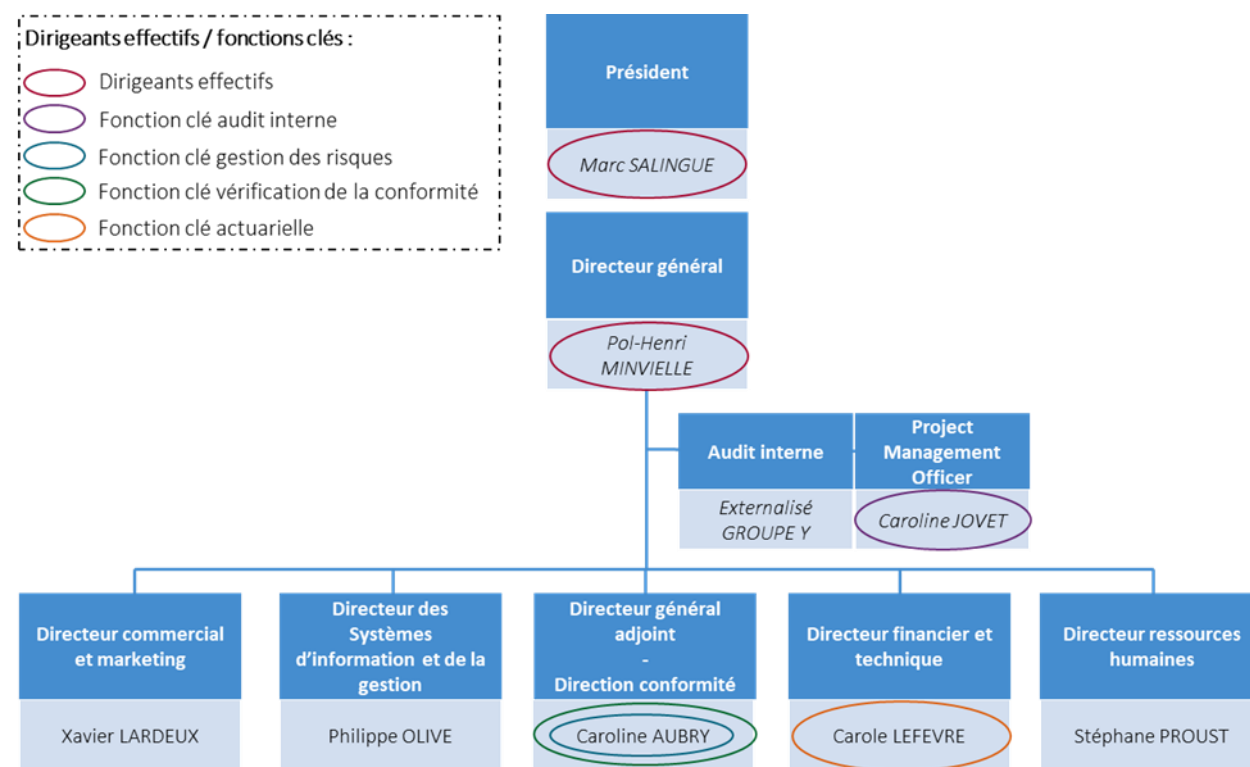 Dirigeants effectifs / fonctions clés :
Dirigeants effectifs
Fonction clé audit interne
Fonction clé gestion des risques
Fonction clé vérification de la conformité
Fonction clé actuarielle
Président
Marc SALINGUE
Directeur général
Pol-Henri
MINVIELLE
Audit interne
Externalisé
GROUPE Y
Project
Management
Officer
Caroline JOVET
Directeur commercial
et marketing
Xavier LARDEUX
Directeur des
Systèmes
d'information et de la
gestion
Philippe OLIVE
Directeur général
adjoint
-
Direction conformité
Caroline AUBRY
Directeur financier et
technique
Carole LEFEVRE
Directeur ressources
humaines
Stéphane PROUST